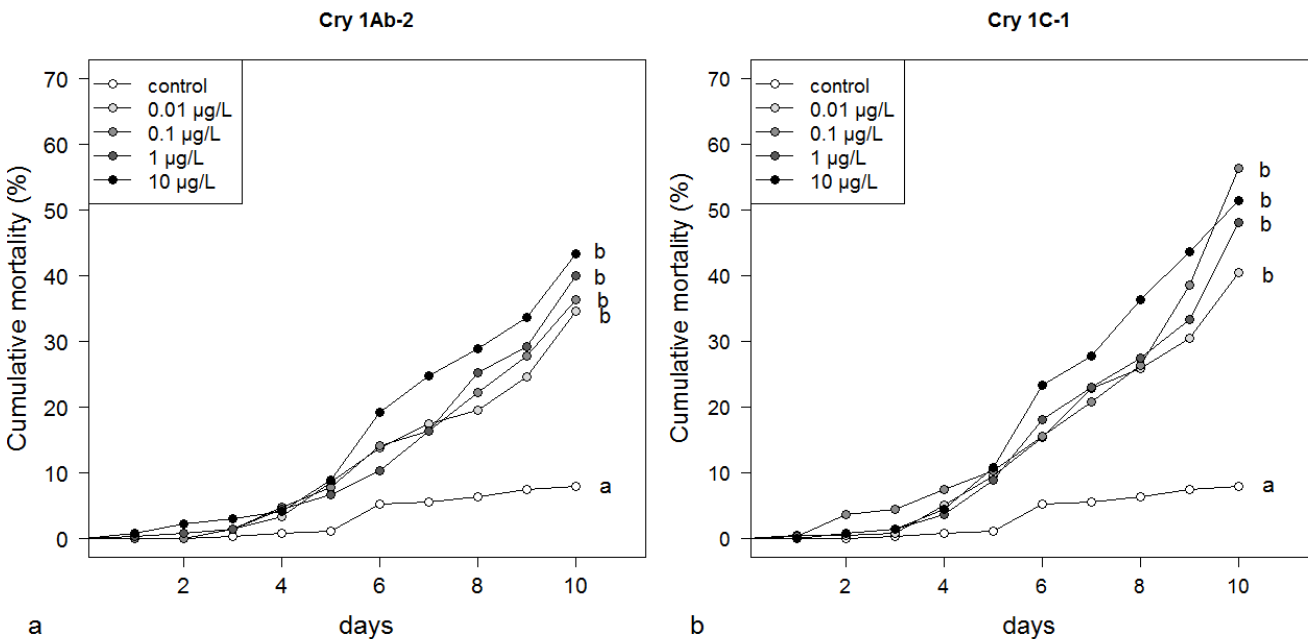 Cry 1Ab-2
Cumulative mortality (%)
70
60
50
40
30
20
10
0
control
0.01 µg/L
0.1 µg/L
1 µg/L
10 µg/L
b
b
b
b
a
2
4
6
8
10
days
a
Cry 1C-1
Cumulative mortality (%)
70
60
50
40
30
20
10
0
control
0.01 µg/L
0.1 µg/L
1 µg/L
10 µg/L
b
b
b
b
a
2
4
6
8
10
days
b